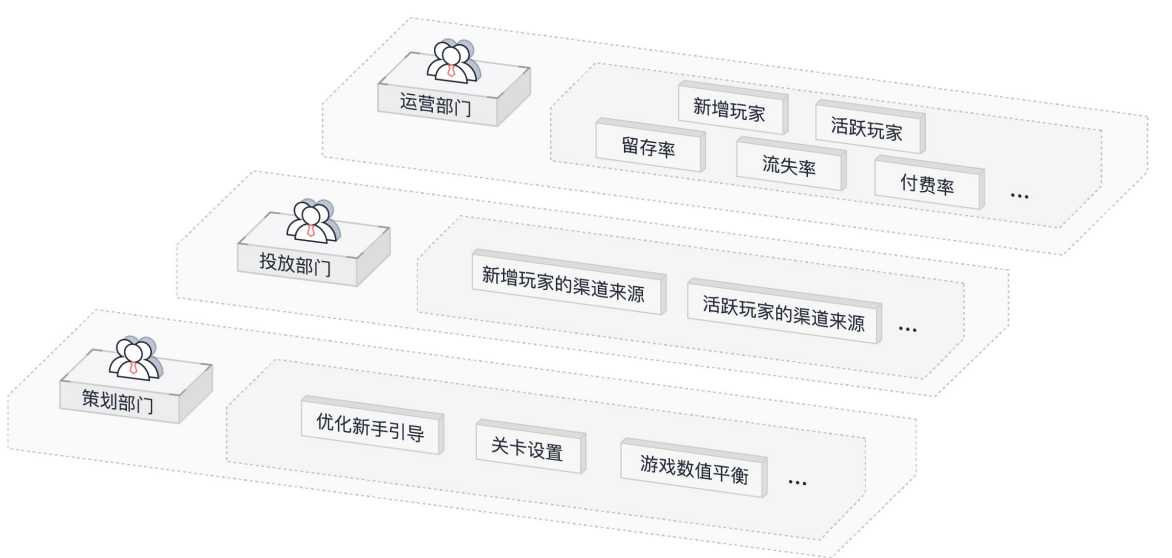 运营部门
新增玩家
活跃玩家
留存率
流失率
付费率
...
投放部门
新增玩家的渠道来源
活跃玩家的渠道来源
...
策划部门
优化新手引导
关卡设置
游戏数值平衡
...